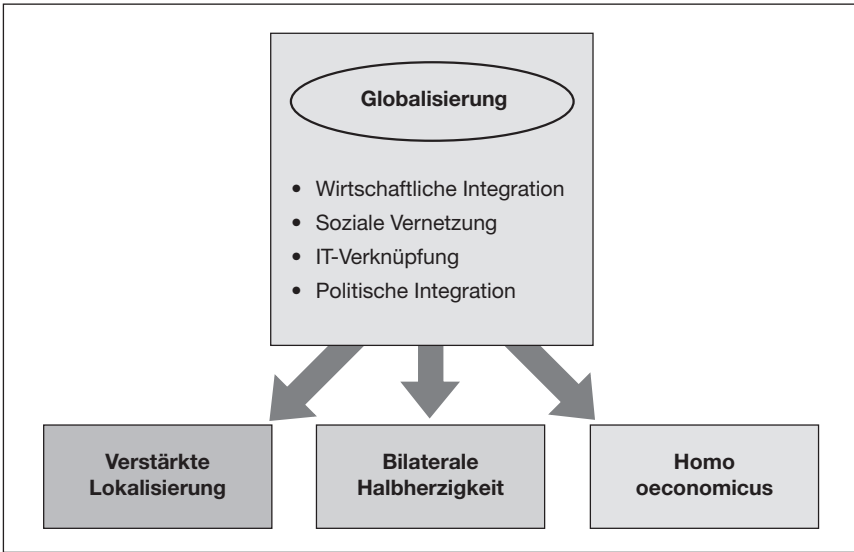 Globalisierung
• Wirtschaftliche Integration
• Soziale Vernetzung
• IT-Verknüpfung
• Politische Integration
Verstärkte
Lokalisierung
Bilaterale
Halbherzigkeit
Homo
oeconomicus